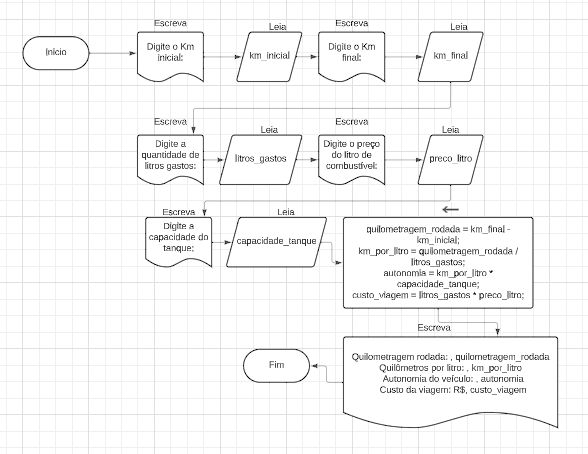 Escreva
Leia
Escreva
Leia
Início
Digite o Km
inicial:
km_inicial
Digite o Km
final:
km_final
Escreva
Leia
Escreva
Leia
Digite a
quantidade de
litros gastos:
litros_gastos
Digite o preço
do litro de
combustível:
preco_litro
Escreva
Leia
Digite a
capacidade do
tanque;
capacidade_tanque
quilometragem_rodada = km_final -
km_inicial;
km_por_litro = quilometragem_rodada /
litros_gastos;
autonomia = km_por_litro *
capacidade_tanque;
custo_viagem = litros_gastos * preco_litro;
Escreva
Quilometragem rodada: , quilometragem_rodada
Quilômetros por litro: , km_por_litro
Autonomia do veículo: , autonomia
Custo da viagem: R$, custo_viagem
Fim